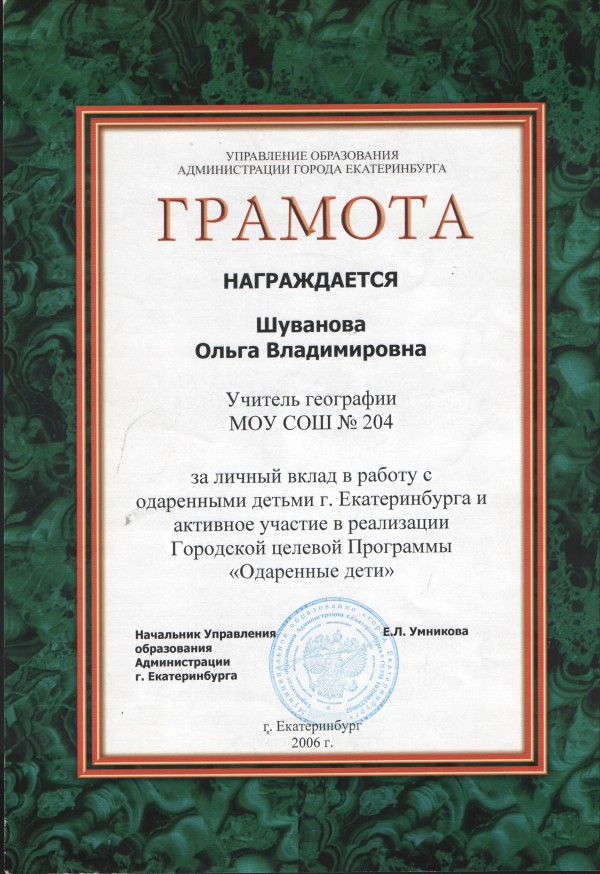 УПРАВЛЕНИЕ ОБРАЗОВАНИЯ
АДМИНИСТРАЦИИ ГОРОДА ЕКАТЕРИНБУРГА
ГРАМОТА
НАГРАЖДАЕТСЯ
Шуванова
Ольга Владимировна
Учитель географии
МОУ СОШ № 204
за личный вклад в работу с
одаренными детьми г. Екатеринбурга и
активное участие в реализации
Городской целевой Программы
«Одаренные дети»
Начальник Управления
образования
Администрации
г. Екатеринбурга
Е.Л. Умникова
г. Екатеринбург
2006 г.